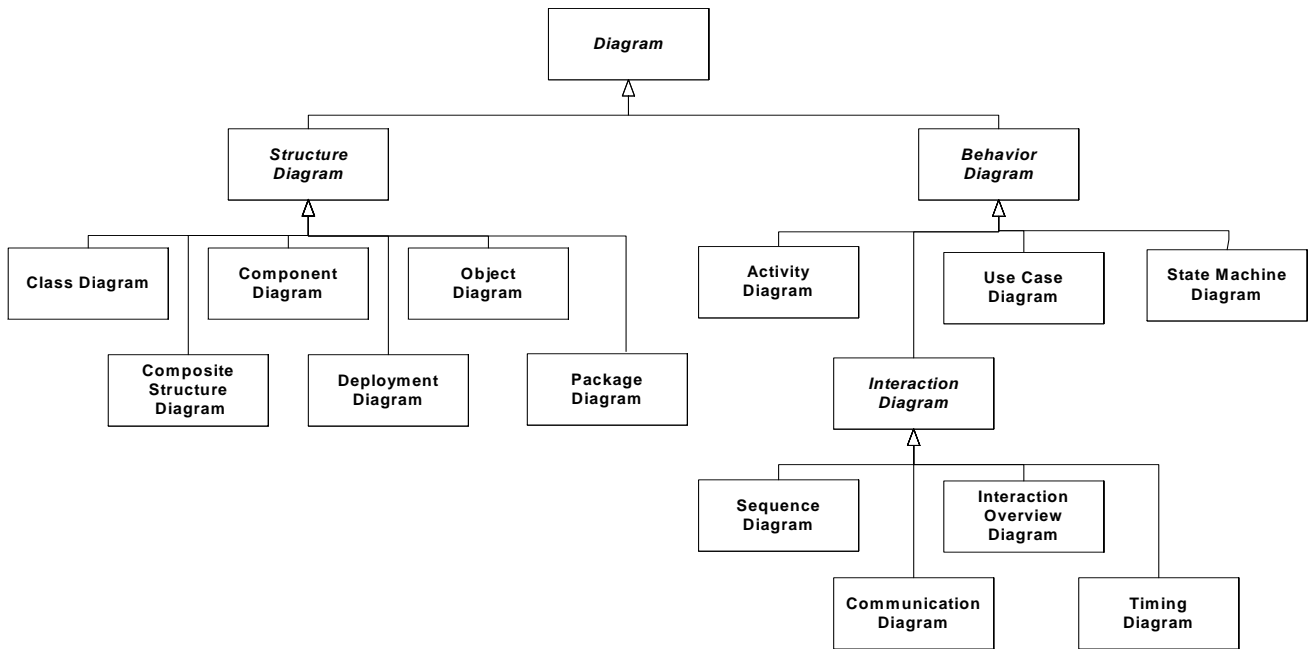 Diagram
Structure
Diagram
Behavior
Diagram
Class Diagram
Component
Diagram
Object
Diagram
Activity
Diagram
Use Case
Diagram
State Machine
Diagram
Composite
Structure
Diagram
Deployment
Diagram
Package
Diagram
Interaction
Diagram
Sequence
Diagram
Interaction
Overview
Diagram
Communication
Diagram
Timing
Diagram